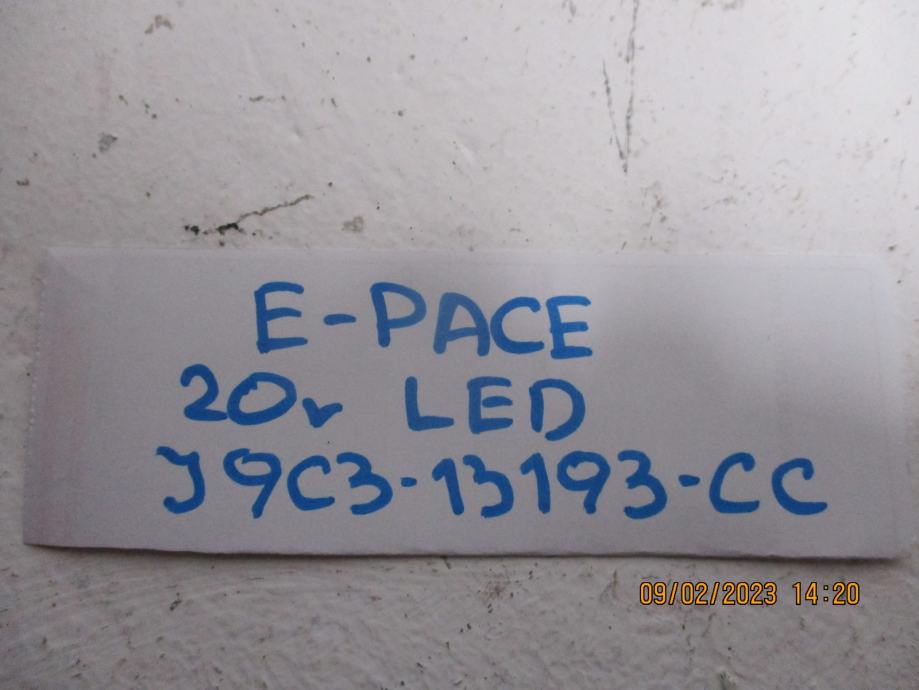 E-PACE
20r LED
J9C3-13193-CC
09/02/2023 14:20